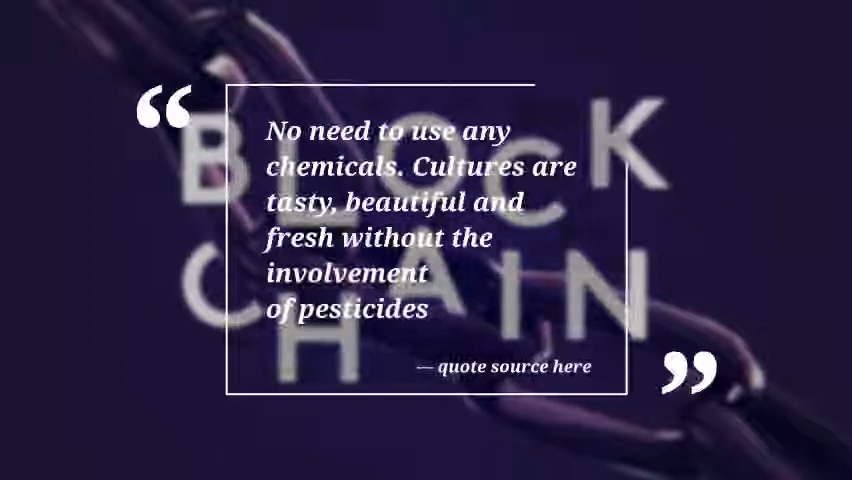 BLOCK
CHAIN
“
No need to use any
chemicals. Cultures are
tasty, beautiful and
fresh without the
involvement
of pesticides
— quote source here
”